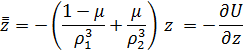 z̿ = −((1 − μ)/ρ₁³ + μ/ρ₂³) z = −∂U/∂z